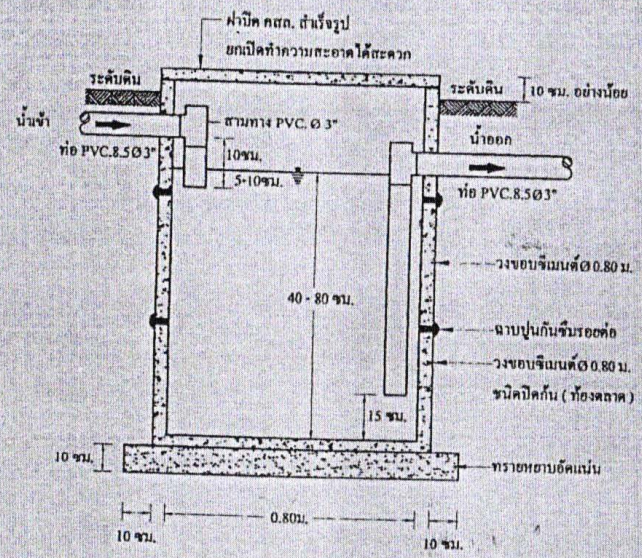 ฝาปิด คสล. สำเร็จรูป
ยกเปิดทำความสะอาดได้สะดวก
ระดับดิน
ระดับดิน
10 ซม. อย่างน้อย
น้ำเข้า
สามทาง PVC. Ø 3"
น้ำออก
ท่อ PVC.8.5Ø3"
10ซม.
5-10ซม.
ท่อ PVC.8.5Ø3"
วงขอบซีเมนต์Ø0.80ม.
40 - 80 ซม.
ฉาบปูนกันซึมรอยต่อ
วงขอบซีเมนต์Ø0.80ม.
ชนิดปิดก้น ( ท้องตลาด )
15 ซม.
10 ซม.
ทรายหยาบอัดแน่น
0.80ม.
10 ซม.
10 ซม.